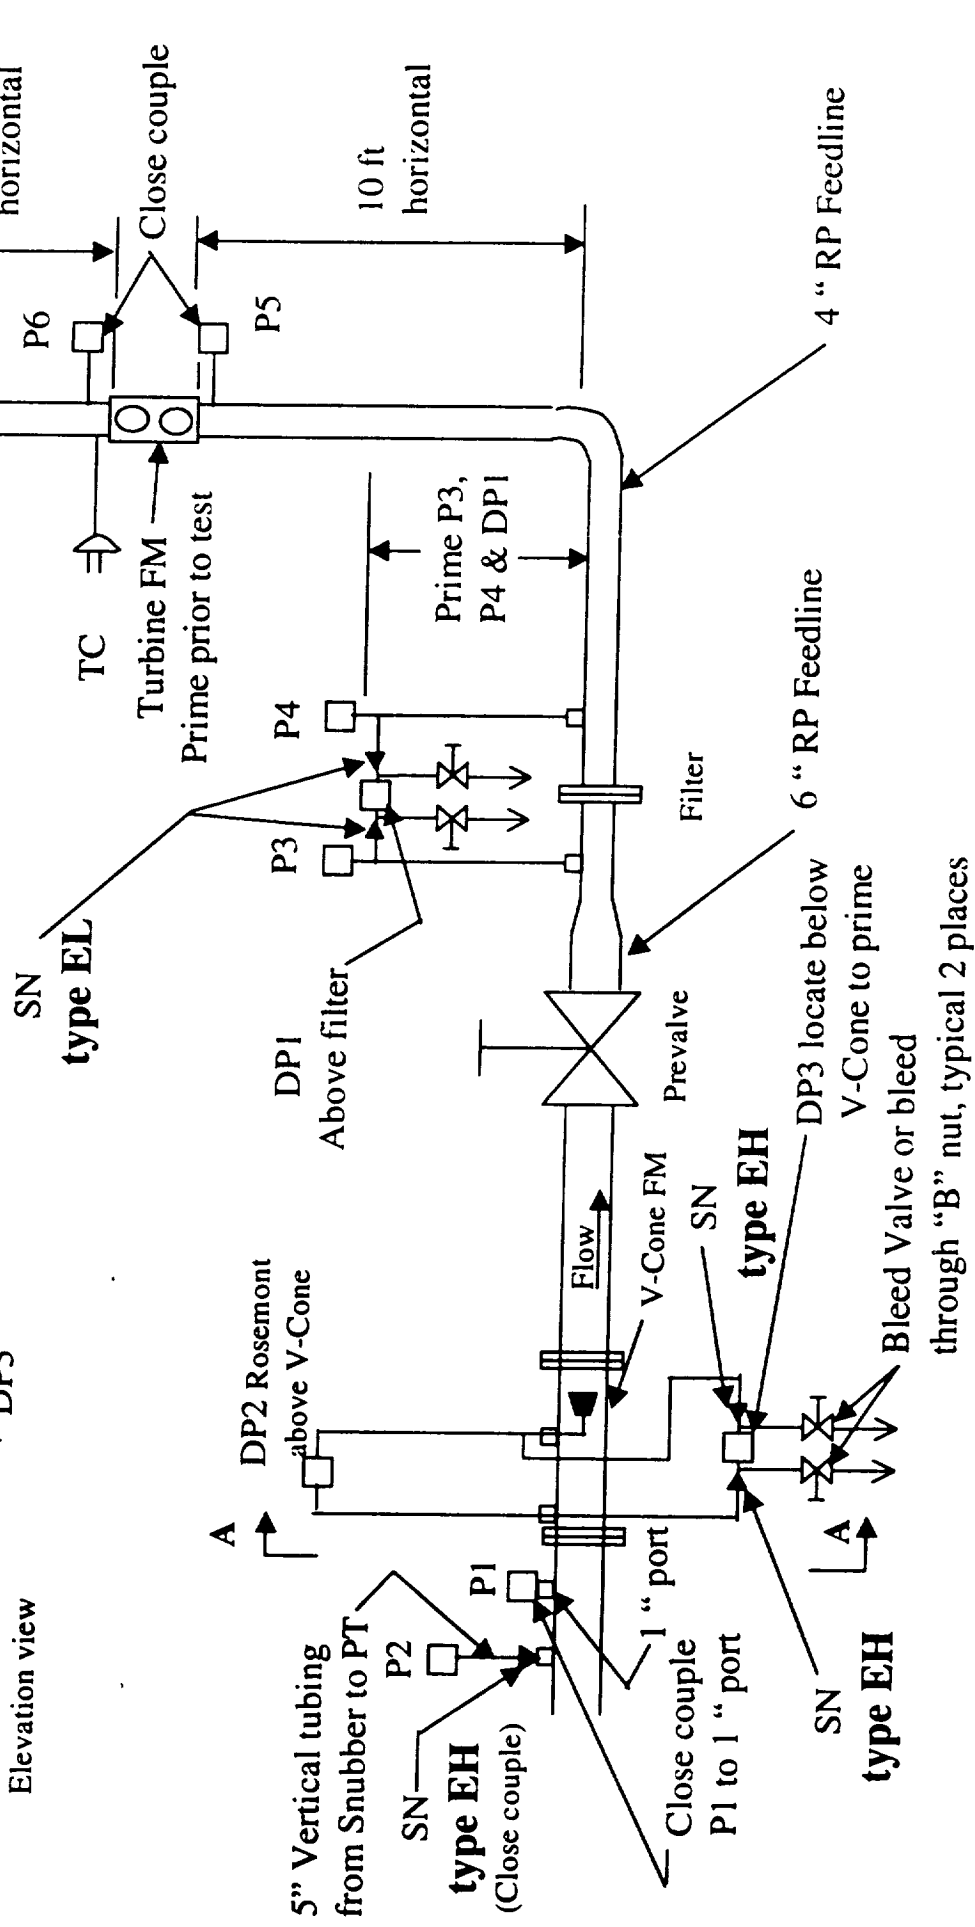 Elevation view
DP3
horizontal
SN
type EL
P6
Close couple
TC
Turbine FM
Prime prior to test
P5
10 ft
horizontal
P3
P4
Prime P3,
P4 & DP1
DP1
Above filter
4 “ RP Feedline
DP2 Rosemont
above V-Cone
A
5” Vertical tubing
from Snubber to PT
P2
P1
SN
type EH
(Close couple)
1 “ port
Close couple
P1 to 1 “ port
Flow
V-Cone FM
Prevalve
Filter
6 “ RP Feedline
SN
type EH
DP3 locate below
V-Cone to prime
A
SN
type EH
Bleed Valve or bleed
through “B” nut, typical 2 places